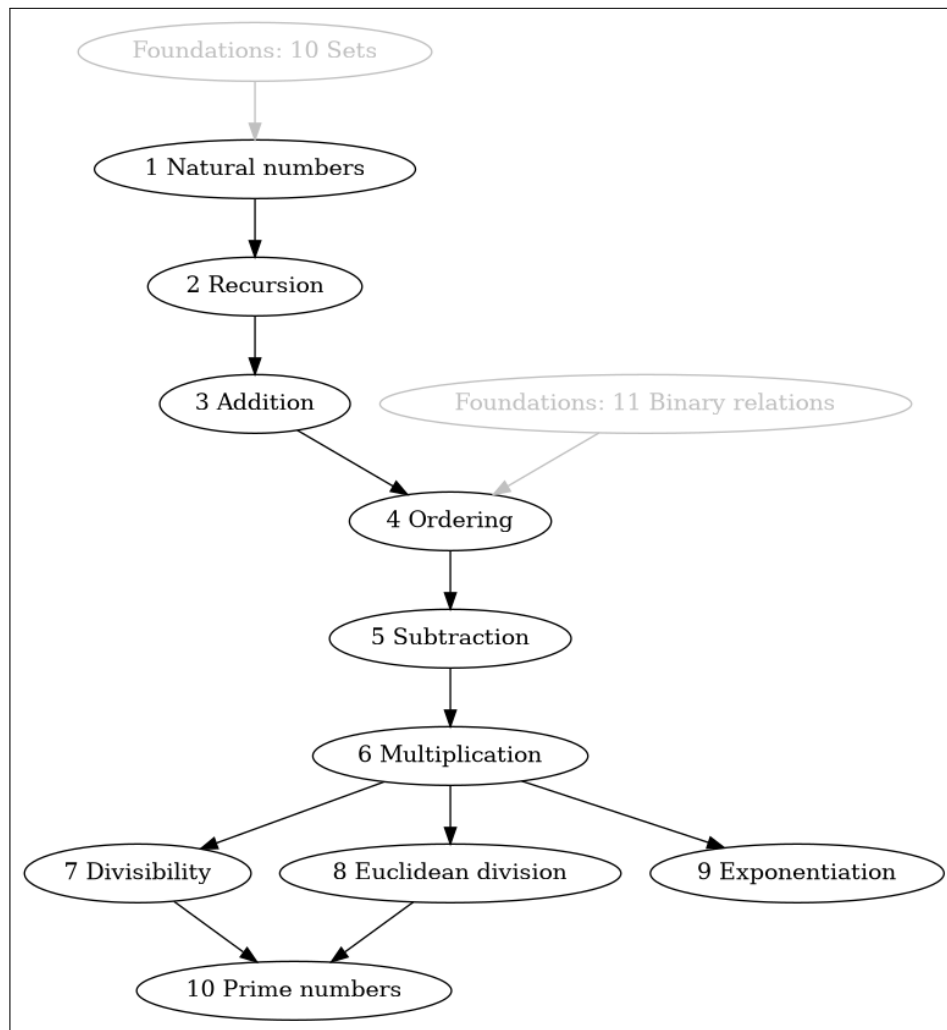 Foundations: 10 Sets
1 Natural numbers
2 Recursion
3 Addition
Foundations: 11 Binary relations
4 Ordering
5 Subtraction
6 Multiplication
7 Divisibility
8 Euclidean division
9 Exponentiation
10 Prime numbers